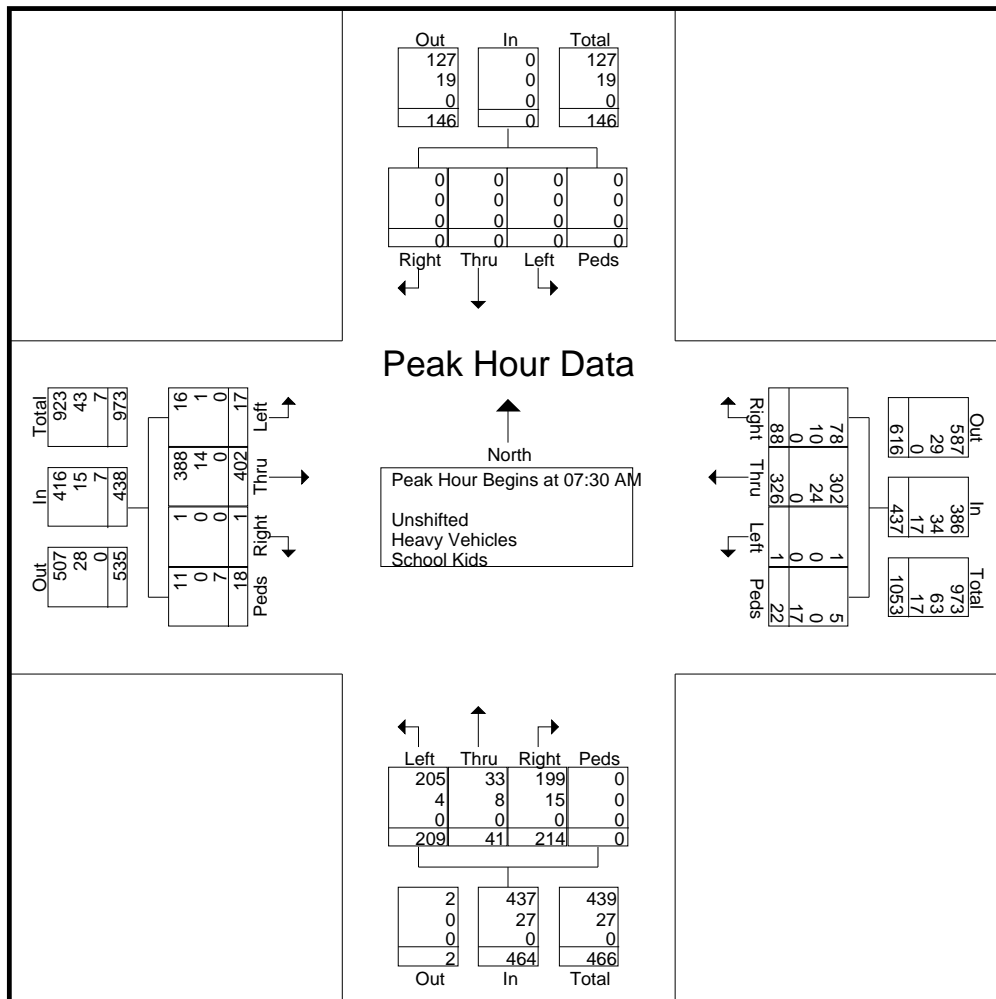 Out In Total
127 0 127
19 0 19
0 0 0
146 0 146
0 0 0 0
0 0 0 0
0 0 0 0
0 0 0 0
Right Thru Left Peds
Peak Hour Data
North
Peak Hour Begins at 07:30 AM
Unshifted
Heavy Vehicles
School Kids
Total
923
43
7
973
In
416
15
7
438
Out
507
28
0
535
16
1
0
17
Left
388
14
0
402
Thru
1
0
0
1
Right
11
0
7
18
Peds
Right
78
10
0
88
Thru
302
24
0
326
Left
1
0
0
1
Peds
5
0
17
22
Out
587
29
0
616
In
386
34
17
437
Total
973
63
17
1053
Left Thru Right Peds
205 33 199 0
4 8 15 0
0 0 0 0
209 41 214 0
2 437 439
0 27 27
0 0 0
2 464 466
Out In Total